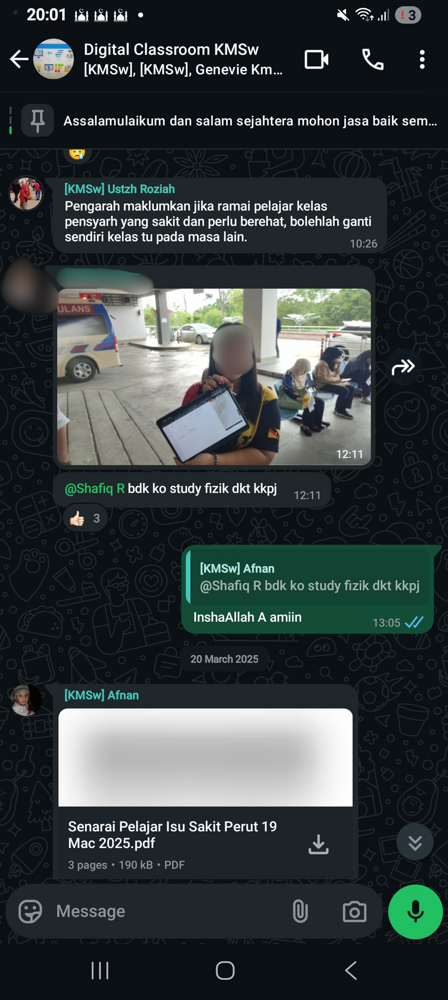 20:01
3
Digital Classroom KMSw
[KMSw], [KMSw], Genevie Km...
Assalamulaikum dan salam sejahtera mohon jasa baik sem...
[KMSw] Ustzh Roziah
Pengarah maklumkan jika ramai pelajar kelas
pensyarh yang sakit dan perlu berehat, bolehlah ganti
sendiri kelas tu pada masa lain.
10:26
ULANS
12:11
@Shafiq R bdk ko study fizik dkt kkpj
12:11
3
[KMSw] Afnan
@Shafiq R bdk ko study fizik dkt kkpj
InshaAllah A amiin
13:05
20 March 2025
[KMSw] Afnan
Senarai Pelajar Isu Sakit Perut 19
Mac 2025.pdf
3 pages • 190 kB • PDF
Message